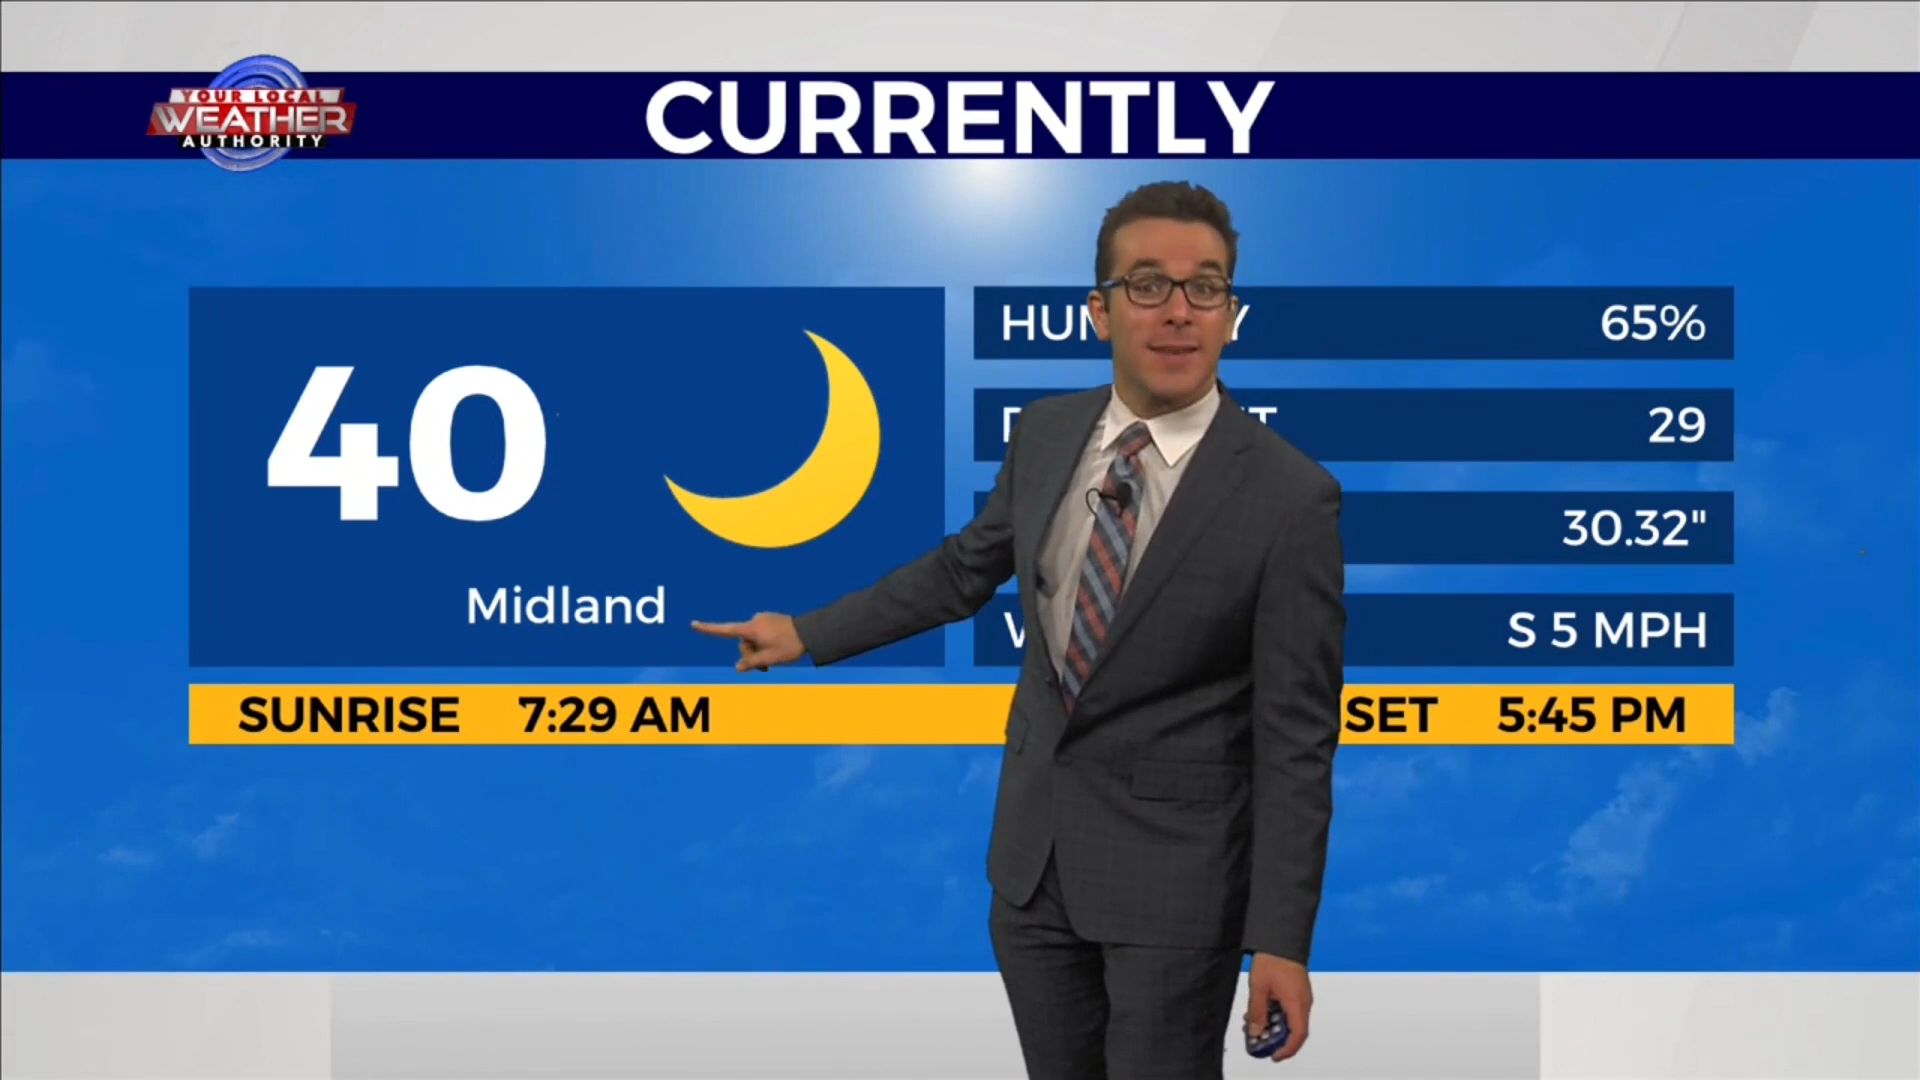 YOUR LOCAL
WEATHER
AUTHORITY
CURRENTLY
40
Midland
65%
29
30.32"
S 5 MPH
SUNRISE 7:29 AM
SET 5:45 PM